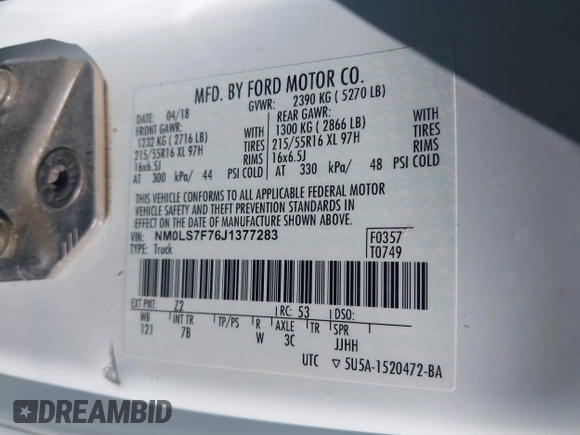 MFD. BY FORD MOTOR CO.
DATE: 04/18 GVWR: 2390 KG ( 5270 LB)
FRONT GAWR: REAR GAWR:
1232 KG ( 2716 LB) 1300 KG ( 2866 LB) WITH
215/55R16 XL 97H WITH TIRES 215/55R16 XL 97H TIRES
16x6.5J RIMS 16x6.5J RIMS
AT 300 kPa/ 44 PSI COLD AT 330 kPa/ 48 PSI COLD
THIS VEHICLE CONFORMS TO ALL APPLICABLE FEDERAL MOTOR
VEHICLE SAFETY AND THEFT PREVENTION STANDARDS IN
EFFECT ON THE DATE OF MANUFACTURE SHOWN ABOVE.
VIN: NM0LS7F76J1377283 F0357
TYPE: Truck T0749
EXT PNT: Z2 RC: 53 DSO:
WB INT TR TP/PS R AXLE TR SPR
121 7B W 3C JJHH
UTC ▽ 5U5A-1520472-BA
DREAMBID